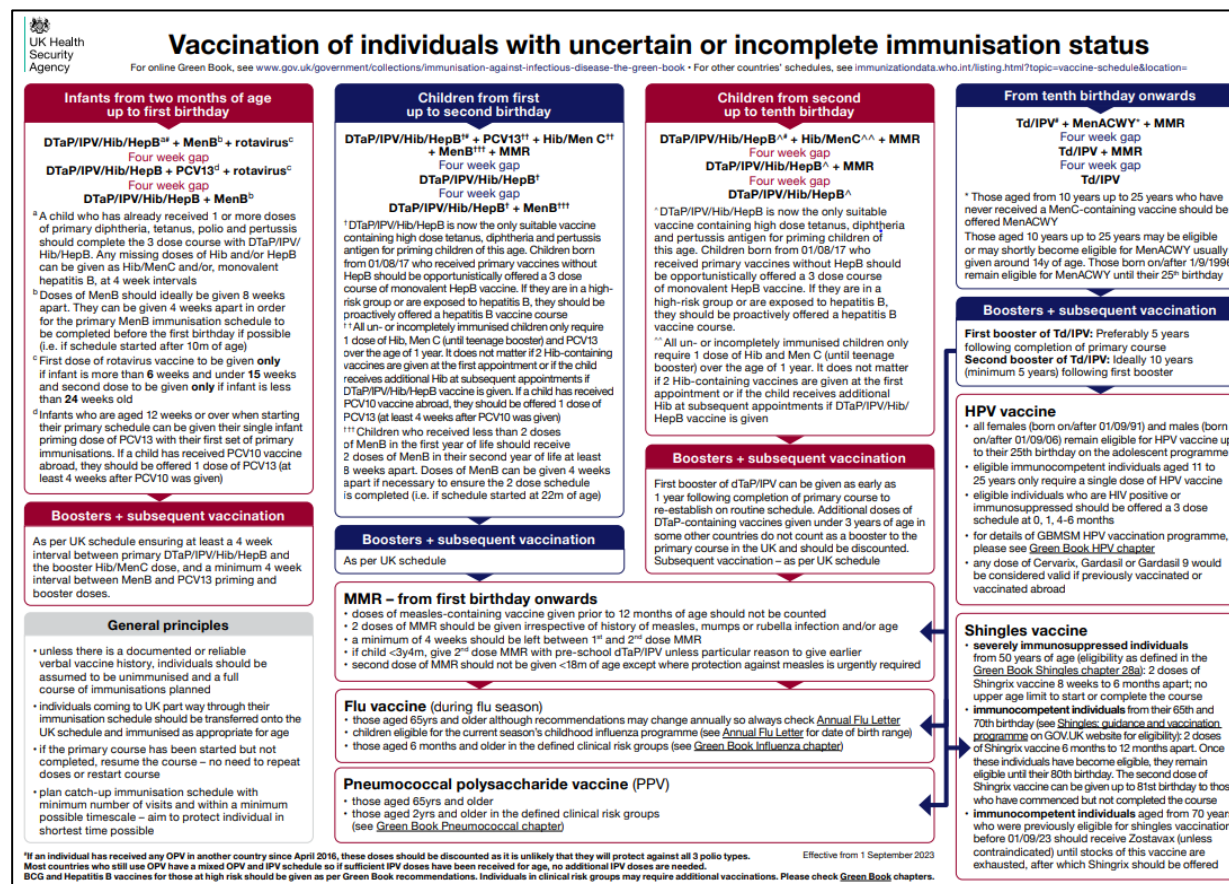 UK Health
Security
Agency
Vaccination of individuals with uncertain or incomplete immunisation status
For online Green Book, see www.gov.uk/government/collections/immunisation-against-infectious-disease-the-green-book • For other countries' schedules, see immunizationdata.who.int/listing.html?topic=vaccine-schedule&location=
Infants from two months of age
up to first birthday
DTaP/IPV/Hib/HepBa# + MenBb + rotavirusc
Four week gap
DTaP/IPV/Hib/HepB + PCV13d + rotavirusc
Four week gap
DTaP/IPV/Hib/HepB + MenBb
a A child who has already received 1 or more doses
of primary diphtheria, tetanus, polio and pertussis
should complete the 3 dose course with DTaP/IPV/
Hib/HepB. Any missing doses of Hib and/or HepB
can be given as Hib/MenC and/or, monovalent
hepatitis B, at 4 week intervals
b Doses of MenB should ideally be given 8 weeks
apart. They can be given 4 weeks apart in order
for the primary MenB immunisation schedule to
be completed before the first birthday if possible
(i.e. if schedule started after 10m of age)
c First dose of rotavirus vaccine to be given only
if infant is more than 6 weeks and under 15 weeks
and second dose to be given only if infant is less
than 24 weeks old
d Infants who are aged 12 weeks or over when starting
their primary schedule can be given their single infant
priming dose of PCV13 with their first set of primary
immunisations. If a child has received PCV10 vaccine
abroad, they should be offered 1 dose of PCV13 (at
least 4 weeks after PCV10 was given)
Boosters + subsequent vaccination
As per UK schedule ensuring at least a 4 week
interval between primary DTaP/IPV/Hib/HepB and
the booster Hib/MenC dose, and a minimum 4 week
interval between MenB and PCV13 priming and
booster doses.
General principles
• unless there is a documented or reliable
verbal vaccine history, individuals should be
assumed to be unimmunised and a full
course of immunisations planned
• individuals coming to UK part way through their
immunisation schedule should be transferred onto the
UK schedule and immunised as appropriate for age
• if the primary course has been started but not
completed, resume the course – no need to repeat
doses or restart course
• plan catch-up immunisation schedule with
minimum number of visits and within a minimum
possible timescale – aim to protect individual in
shortest time possible
Children from first
up to second birthday
DTaP/IPV/Hib/HepB†# + PCV13†† + Hib/Men C††
+ MenB††† + MMR
Four week gap
DTaP/IPV/Hib/HepB†
Four week gap
DTaP/IPV/Hib/HepB† + MenB†††
† DTaP/IPV/Hib/HepB is now the only suitable
vaccine containing high dose tetanus, diphtheria and pertussis
antigen for priming children of this age. Children born
from 01/08/17 who received primary vaccines without
HepB should be opportunistically offered a 3 dose
course of monovalent HepB vaccine. If they are in a high-
risk group or are exposed to hepatitis B, they should be
proactively offered a hepatitis B vaccine course
†† All un- or incompletely immunised children only require
1 dose of Hib, Men C (until teenage booster) and PCV13
over the age of 1 year. It does not matter if 2 Hib-containing
vaccines are given at the first appointment or if the child
receives additional Hib at subsequent appointments if
DTaP/IPV/Hib/HepB vaccine is given. If a child has received
PCV10 vaccine abroad, they should be offered 1 dose of
PCV13 (at least 4 weeks after PCV10 was given)
††† Children who received less than 2 doses
of MenB in the first year of life should receive
2 doses of MenB in their second year of life at least
8 weeks apart. Doses of MenB can be given 4 weeks
apart if necessary to ensure the 2 dose schedule
is completed (i.e. if schedule started at 22m of age)
Boosters + subsequent vaccination
As per UK schedule
Children from second
up to tenth birthday
DTaP/IPV/Hib/HepB^# + Hib/MenC^^ + MMR
Four week gap
DTaP/IPV/Hib/HepB^ + MMR
Four week gap
DTaP/IPV/Hib/HepB^
^ DTaP/IPV/Hib/HepB is now the only suitable
vaccine containing high dose tetanus, diphtheria
and pertussis antigen for priming children of
this age. Children born from 01/08/17 who
received primary vaccines without HepB should
be opportunistically offered a 3 dose course
of monovalent HepB vaccine. If they are in a
high-risk group or are exposed to hepatitis B,
they should be proactively offered a hepatitis B
vaccine course.
^^ All un- or incompletely immunised children only
require 1 dose of Hib and Men C (until teenage
booster) over the age of 1 year. It does not matter
if 2 Hib-containing vaccines are given at the first
appointment or if the child receives additional
Hib at subsequent appointments if DTaP/IPV/Hib/
HepB vaccine is given
Boosters + subsequent vaccination
First booster of dTaP/IPV can be given as early as
1 year following completion of primary course to
re-establish on routine schedule. Additional doses of
DTaP-containing vaccines given under 3 years of age in
some other countries do not count as a booster to the
primary course in the UK and should be discounted.
Subsequent vaccination – as per UK schedule
MMR – from first birthday onwards
• doses of measles-containing vaccine given prior to 12 months of age should not be counted
• 2 doses of MMR should be given irrespective of history of measles, mumps or rubella infection and/or age
• a minimum of 4 weeks should be left between 1st and 2nd dose MMR
• if child <3y4m, give 2nd dose MMR with pre-school dTaP/IPV unless particular reason to give earlier
• second dose of MMR should not be given <18m of age except where protection against measles is urgently required
Flu vaccine (during flu season)
• those aged 65yrs and older although recommendations may change annually so always check Annual Flu Letter
• children eligible for the current season's childhood influenza programme (see Annual Flu Letter for date of birth range)
• those aged 6 months and older in the defined clinical risk groups (see Green Book Influenza chapter)
Pneumococcal polysaccharide vaccine (PPV)
• those aged 65yrs and older
• those aged 2yrs and older in the defined clinical risk groups
(see Green Book Pneumococcal chapter)
From tenth birthday onwards
Td/IPV# + MenACWY* + MMR
Four week gap
Td/IPV + MMR
Four week gap
Td/IPV
* Those aged from 10 years up to 25 years who have
never received a MenC-containing vaccine should be
offered MenACWY
Those aged 10 years up to 25 years may be eligible
or may shortly become eligible for MenACWY usually
given around 14y of age. Those born on/after 1/9/1996
remain eligible for MenACWY until their 25th birthday
Boosters + subsequent vaccination
First booster of Td/IPV: Preferably 5 years
following completion of primary course
Second booster of Td/IPV: Ideally 10 years
(minimum 5 years) following first booster
HPV vaccine
• all females (born on/after 01/09/91) and males (born
on/after 01/09/06) remain eligible for HPV vaccine up
to their 25th birthday on the adolescent programme
• eligible immunocompetent individuals aged 11 to
25 years only require a single dose of HPV vaccine
• eligible individuals who are HIV positive or
immunosuppressed should be offered a 3 dose
schedule at 0, 1, 4-6 months
• for details of GBMSM HPV vaccination programme,
please see Green Book HPV chapter
• any dose of Cervarix, Gardasil or Gardasil 9 would
be considered valid if previously vaccinated or
vaccinated abroad
Shingles vaccine
• severely immunosuppressed individuals
from 50 years of age (eligibility as defined in the
Green Book Shingles chapter 28a): 2 doses of
Shingrix vaccine 8 weeks to 6 months apart; no
upper age limit to start or complete the course
• immunocompetent individuals from their 65th and
70th birthday (see Shingles: guidance and vaccination
programme on GOV.UK website for eligibility): 2 doses
of Shingrix vaccine 6 months to 12 months apart. Once
these individuals have become eligible, they remain
eligible until their 80th birthday. The second dose of
Shingrix vaccine can be given up to 81st birthday to those
who have commenced but not completed the course
• immunocompetent individuals aged from 70 years
who were previously eligible for shingles vaccination
before 01/09/23 should receive Zostavax (unless
contraindicated) until stocks of this vaccine are
exhausted, after which Shingrix should be offered
#If an individual has received any OPV in another country since April 2016, these doses should be discounted as it is unlikely that they will protect against all 3 polio types.
Effective from 1 September 2023
Most countries who still use OPV have a mixed OPV and IPV schedule so if sufficient IPV doses have been received for age, no additional IPV doses are needed.
BCG and Hepatitis B vaccines for those at high risk should be given as per Green Book recommendations. Individuals in clinical risk groups may require additional vaccinations. Please check Green Book chapters.